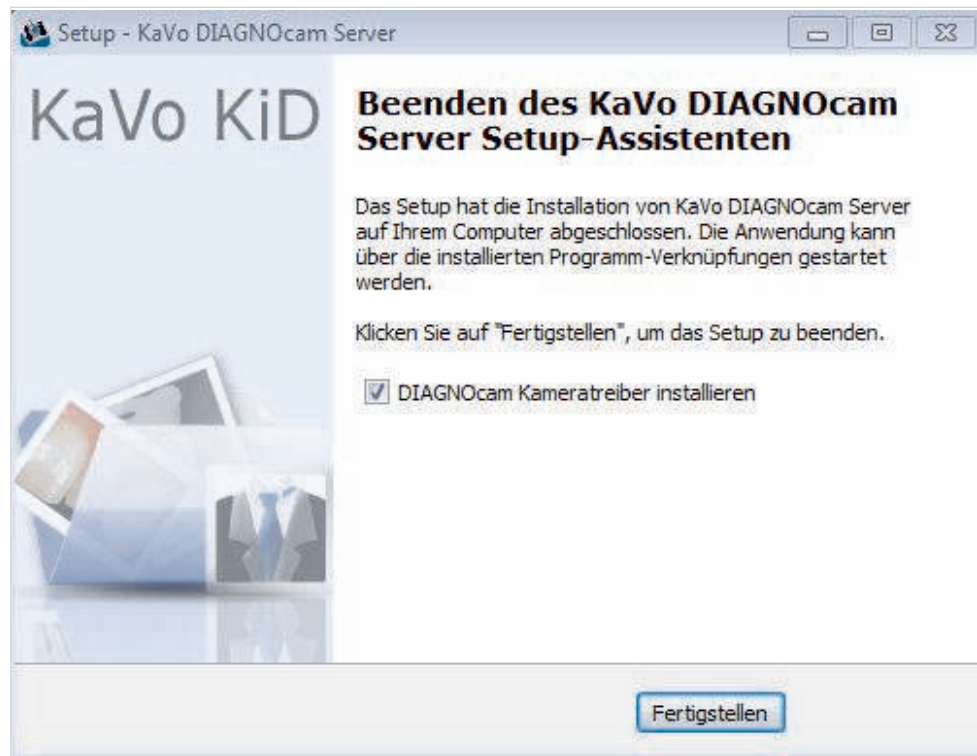 Setup - KaVo DIAGNOcam Server
KaVo KiD
Beenden des KaVo DIAGNOcam
Server Setup-Assistenten
Das Setup hat die Installation von KaVo DIAGNOcam Server
auf Ihrem Computer abgeschlossen. Die Anwendung kann
über die installierten Programm-Verknüpfungen gestartet
werden.
Klicken Sie auf "Fertigstellen", um das Setup zu beenden.
DIAGNOcam Kameratreiber installieren
Fertigstellen